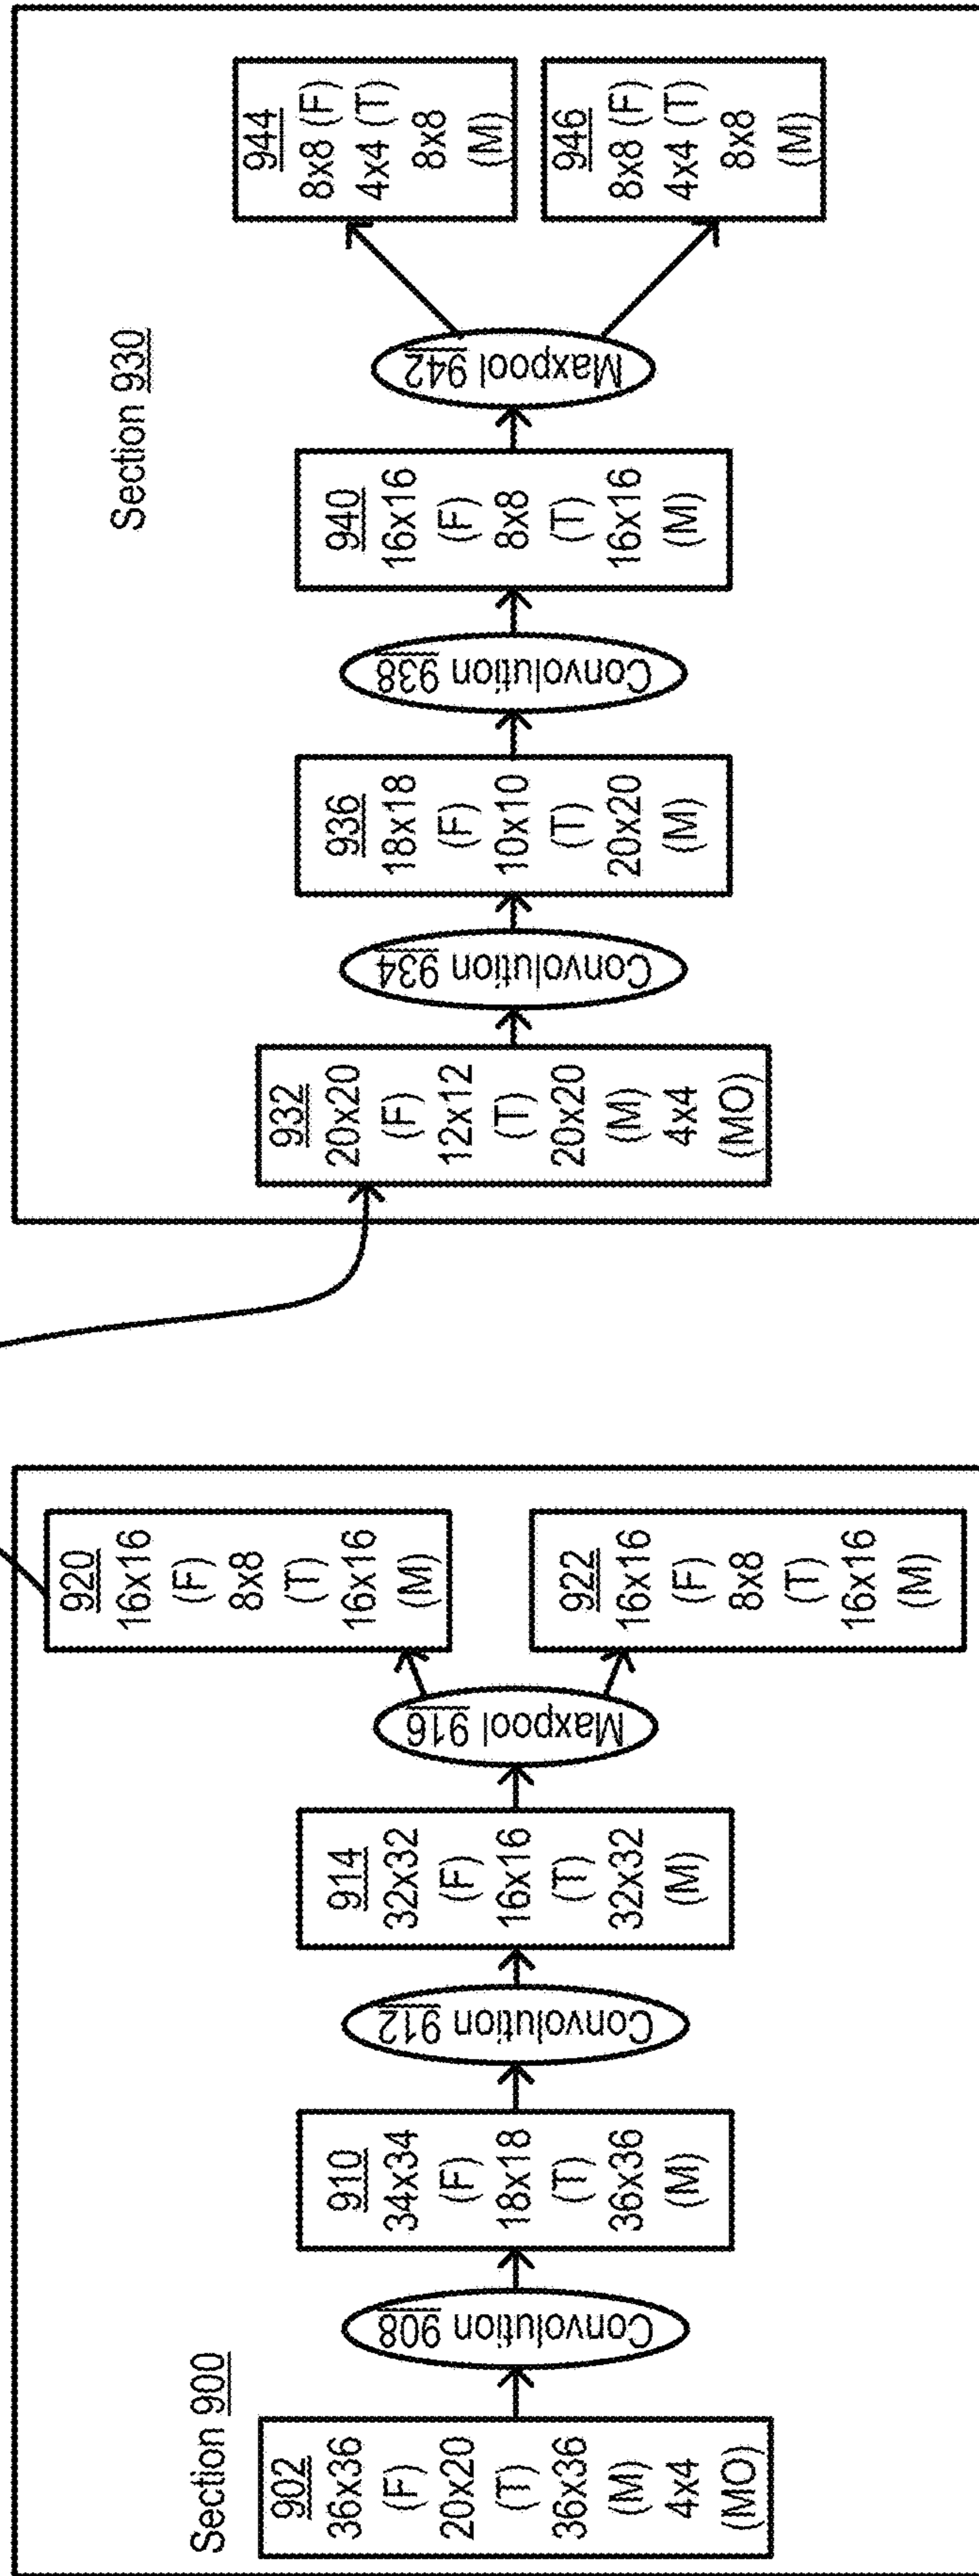 Section 900
902
36x36
(F)
20x20
(T)
36x36
(M)
4x4
(MO)
Convolution 908
910
34x34
(F)
18x18
(T)
36x36
(M)
Convolution 912
914
32x32
(F)
16x16
(T)
32x32
(M)
Maxpool 916
920
16x16
(F)
8x8
(T)
16x16
(M)
922
16x16
(F)
8x8
(T)
16x16
(M)
Section 930
932
20x20
(F)
12x12
(T)
20x20
(M)
4x4
(MO)
Convolution 934
936
18x18
(F)
10x10
(T)
20x20
(M)
Convolution 938
940
16x16
(F)
8x8
(T)
16x16
(M)
Maxpool 942
944
8x8 (F)
4x4 (T)
8x8
(M)
946
8x8 (F)
4x4 (T)
8x8
(M)